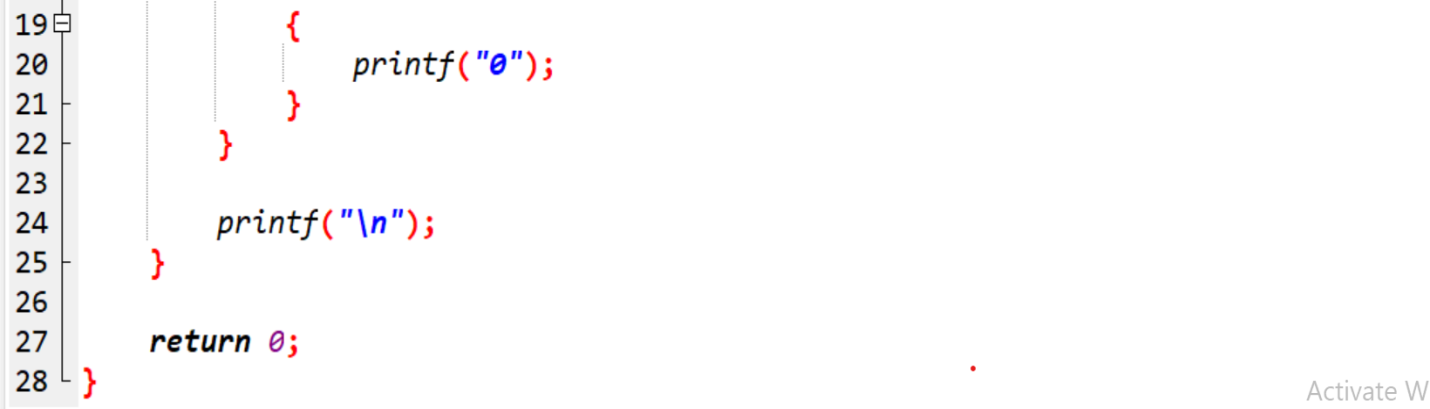 19 {
20 printf("0");
21 }
22 }
23
24 printf("\n");
25 }
26
27 return 0;
28 }
Activate W